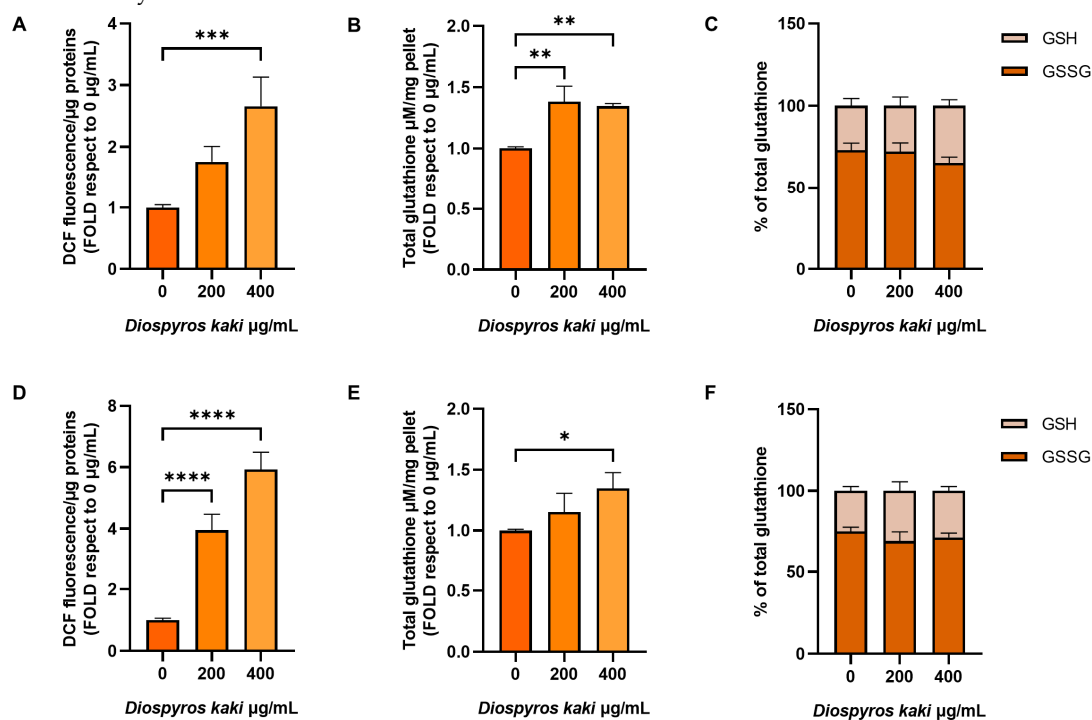 A
DCF fluorescence/µg proteins
(FOLD respect to 0 µg/mL)
4
3
2
1
0
***
0 200 400
Diospyros kaki µg/mL
B
Total glutathione µM/mg pellet
(FOLD respect to 0 µg/mL)
2.0
1.5
1.0
0.5
0.0
**
**
0 200 400
Diospyros kaki µg/mL
C
% of total glutathione
150
100
50
0
0 200 400
Diospyros kaki µg/mL
GSH
GSSG
D
DCF fluorescence/µg proteins
(FOLD respect to 0 µg/mL)
8
6
4
2
0
****
****
0 200 400
Diospyros kaki µg/mL
E
Total glutathione µM/mg pellet
(FOLD respect to 0 µg/mL)
2.0
1.5
1.0
0.5
0.0
*
0 200 400
Diospyros kaki µg/mL
F
% of total glutathione
150
100
50
0
0 200 400
Diospyros kaki µg/mL
GSH
GSSG